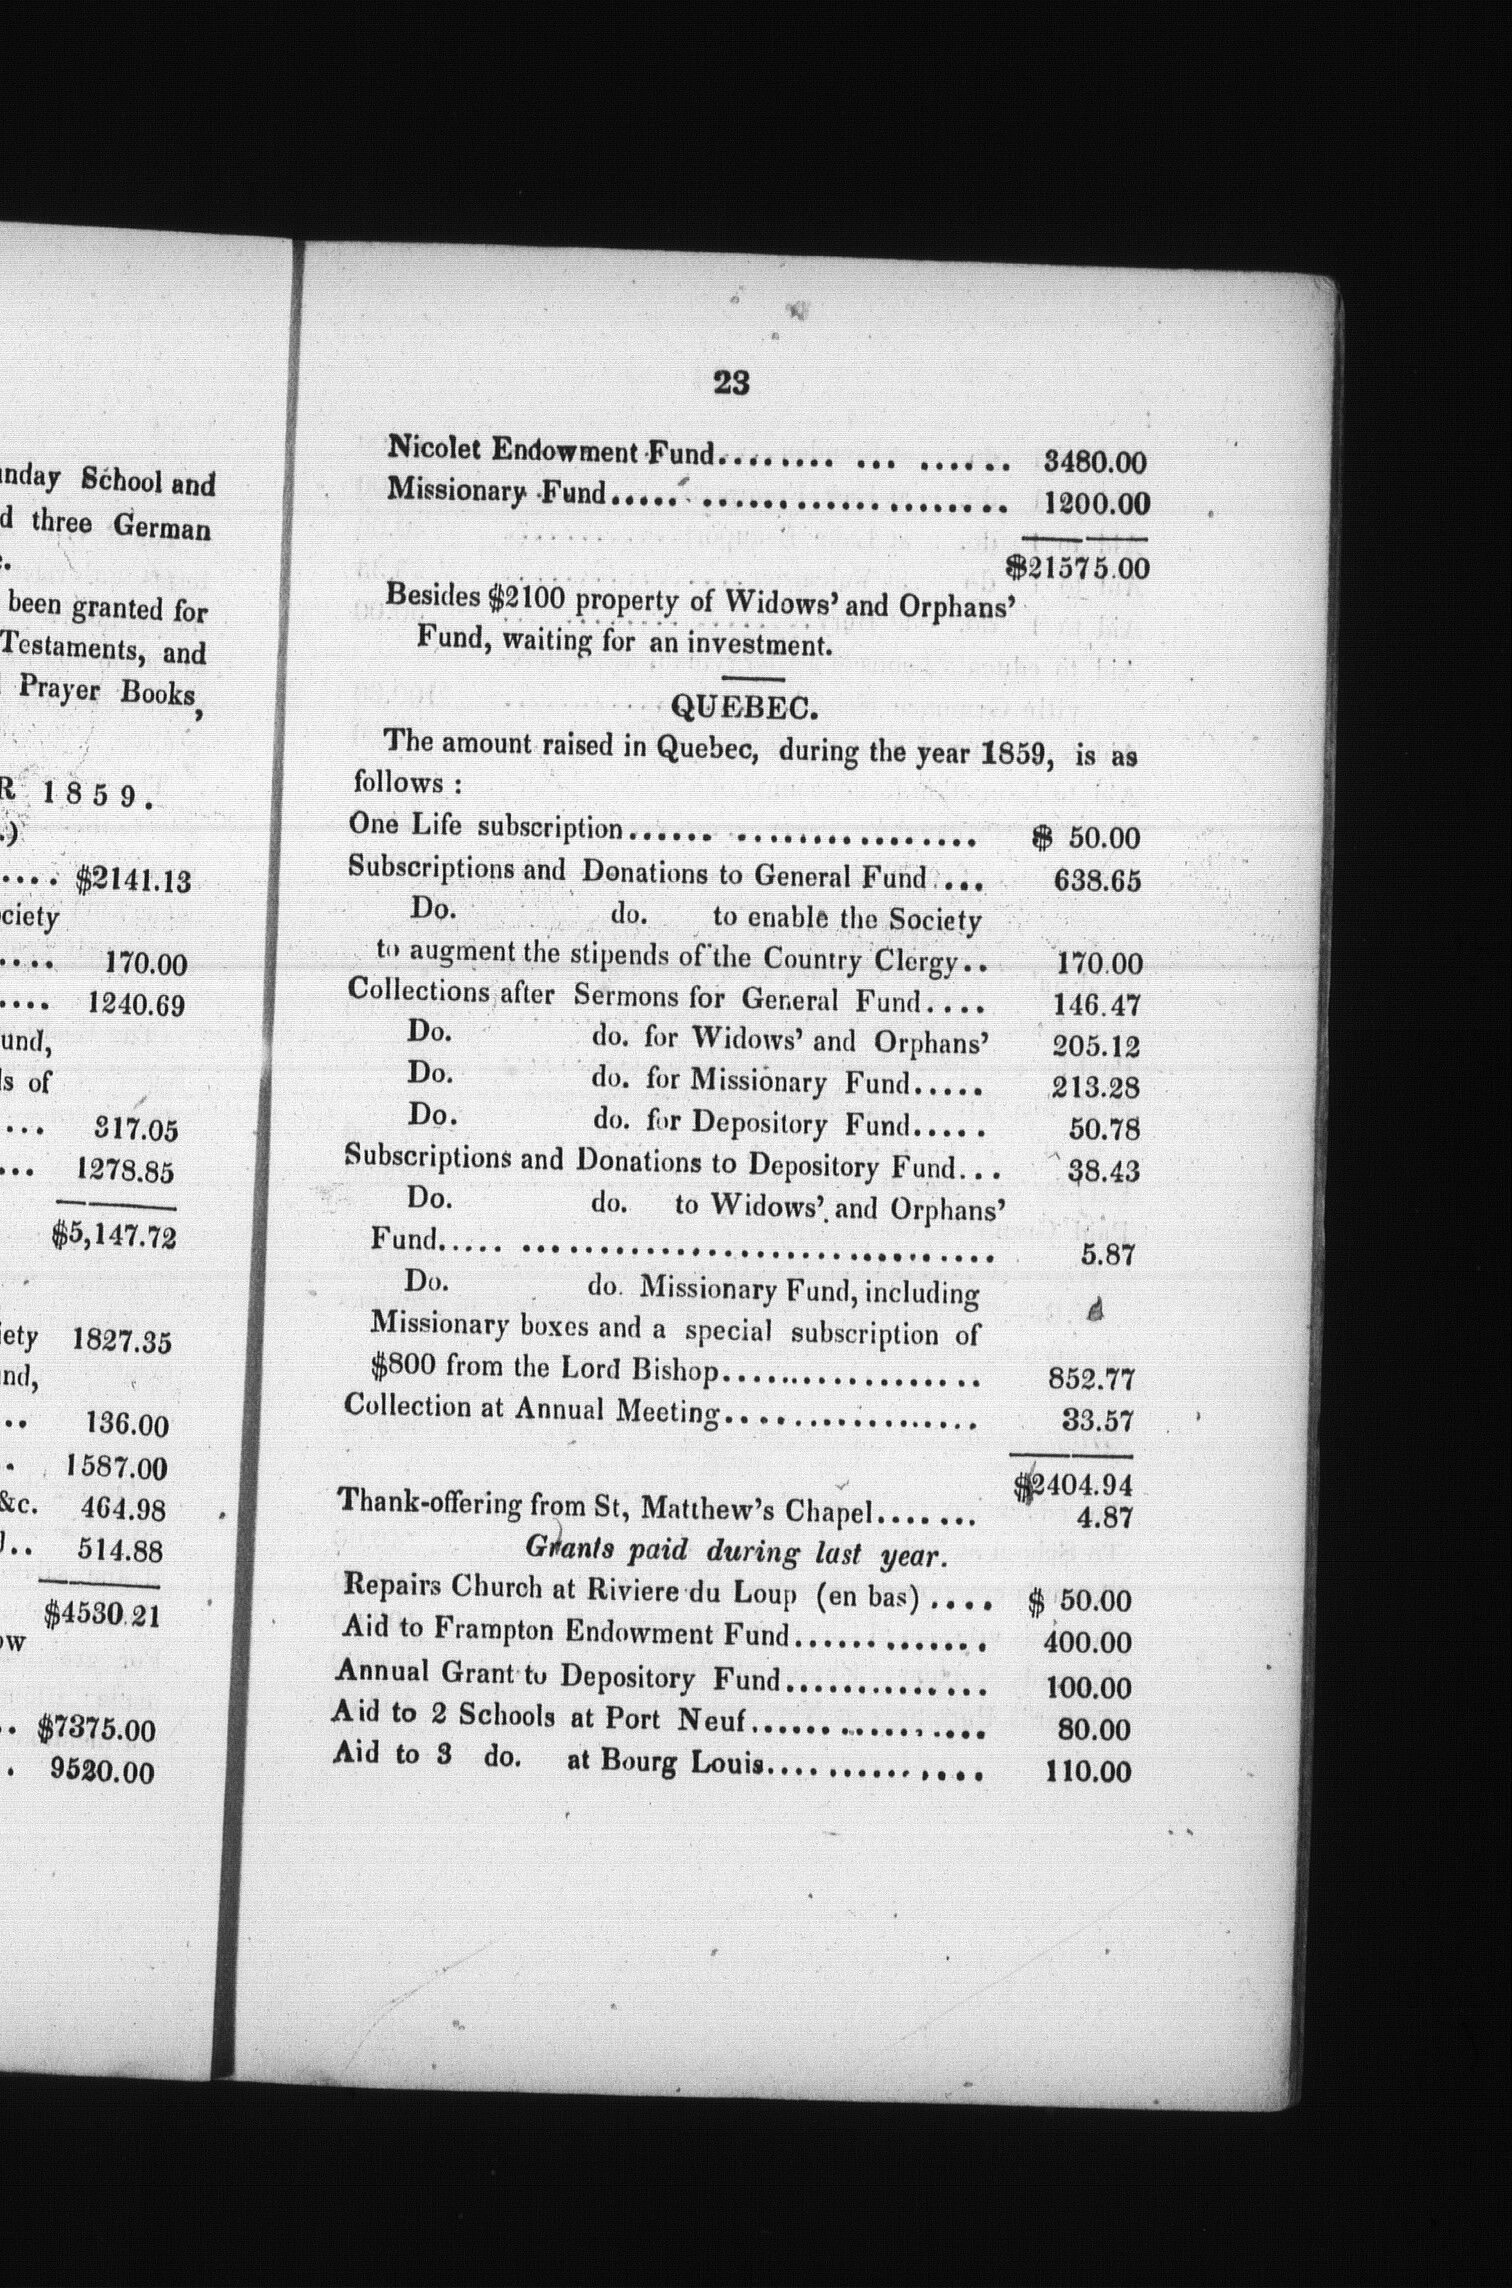 School and
three German
been granted for
Testaments, and
Prayer Books,
1859.
.... $2141.13
.... 170.00
.... 1240.69
of
... 317.05
... 1278.85
$5,147.72
1827.35
.. 136.00
. 1587.00
&c. 464.98
.. 514.88
$4530.21
.. $7375.00
. 9520.00
23
Nicolet Endowment Fund........ ... ...... 3480.00
Missionary Fund..... .................... 1200.00
$21575.00
Besides $2100 property of Widows' and Orphans'
Fund, waiting for an investment.
QUEBEC.
The amount raised in Quebec, during the year 1859, is as
follows :
One Life subscription...... ................ $ 50.00
Subscriptions and Donations to General Fund ... 638.65
Do. do. to enable the Society
to augment the stipends of the Country Clergy.. 170.00
Collections after Sermons for General Fund.... 146.47
Do. do. for Widows' and Orphans' 205.12
Do. do. for Missionary Fund..... 213.28
Do. do. for Depository Fund..... 50.78
Subscriptions and Donations to Depository Fund... 38.43
Do. do. to Widows' and Orphans'
Fund..... .............................. 5.87
Do. do. Missionary Fund, including
Missionary boxes and a special subscription of
$800 from the Lord Bishop................. 852.77
Collection at Annual Meeting................ 33.57
$2404.94
Thank-offering from St, Matthew's Chapel....... 4.87
Grants paid during last year.
Repairs Church at Riviere du Loup (en bas) .... $ 50.00
Aid to Frampton Endowment Fund............. 400.00
Annual Grant to Depository Fund.............. 100.00
Aid to 2 Schools at Port Neuf................ 80.00
Aid to 3 do. at Bourg Louis............... 110.00